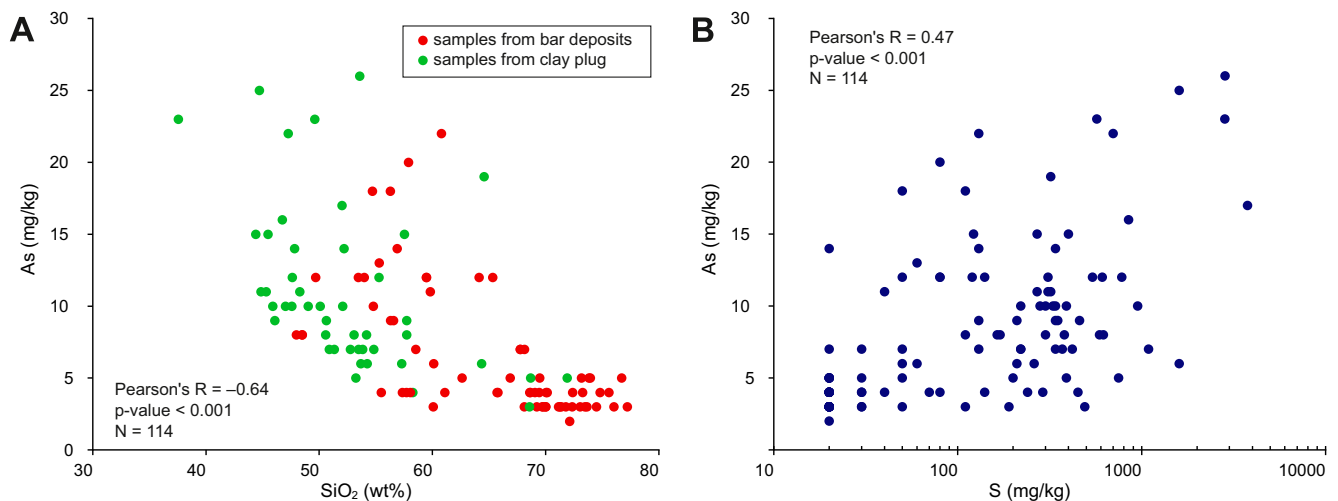 A
As (mg/kg)
30
25
20
15
10
5
0
samples from bar deposits
samples from clay plug
Pearson's R = –0.64
p-value < 0.001
N = 114
30 40 50 60 70 80
SiO₂ (wt%)
B
As (mg/kg)
30
25
20
15
10
5
0
Pearson's R = 0.47
p-value < 0.001
N = 114
10 100 1000 10000
S (mg/kg)